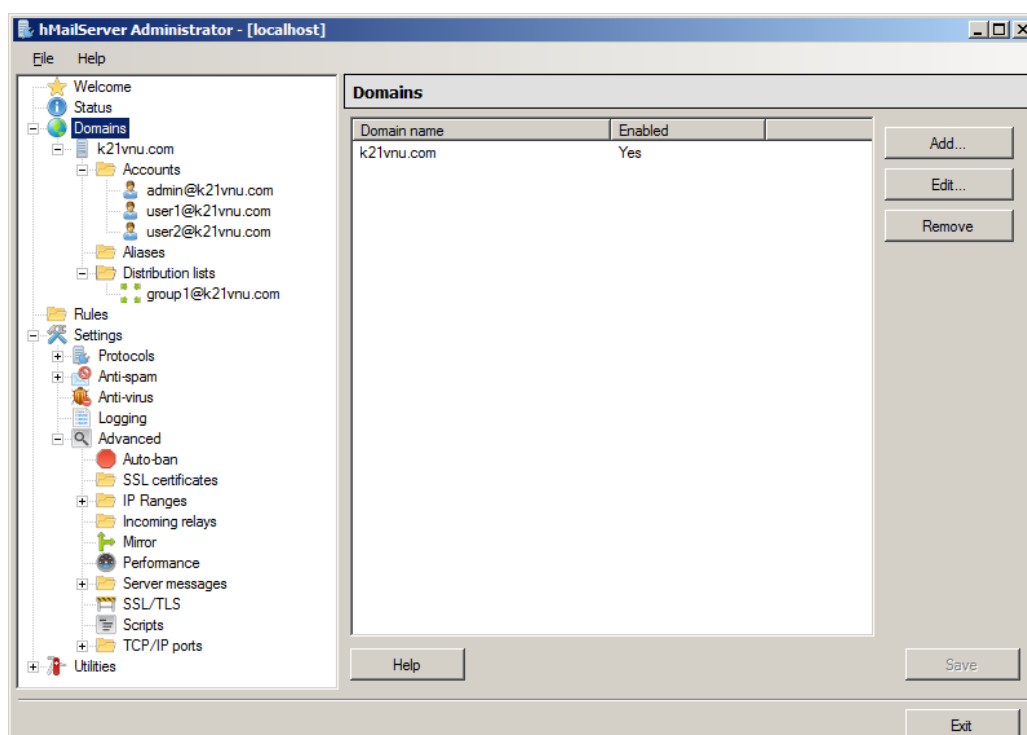 hMailServer Administrator - [localhost]
File Help
Welcome
Status
Domains
k21vnu.com
Accounts
admin@k21vnu.com
user1@k21vnu.com
user2@k21vnu.com
Aliases
Distribution lists
group1@k21vnu.com
Rules
Settings
Protocols
Anti-spam
Anti-virus
Logging
Advanced
Auto-ban
SSL certificates
IP Ranges
Incoming relays
Mirror
Performance
Server messages
SSL/TLS
Scripts
TCP/IP ports
Utilities
Domains
Domain name Enabled
k21vnu.com Yes
Add...
Edit...
Remove
Help
Save
Exit